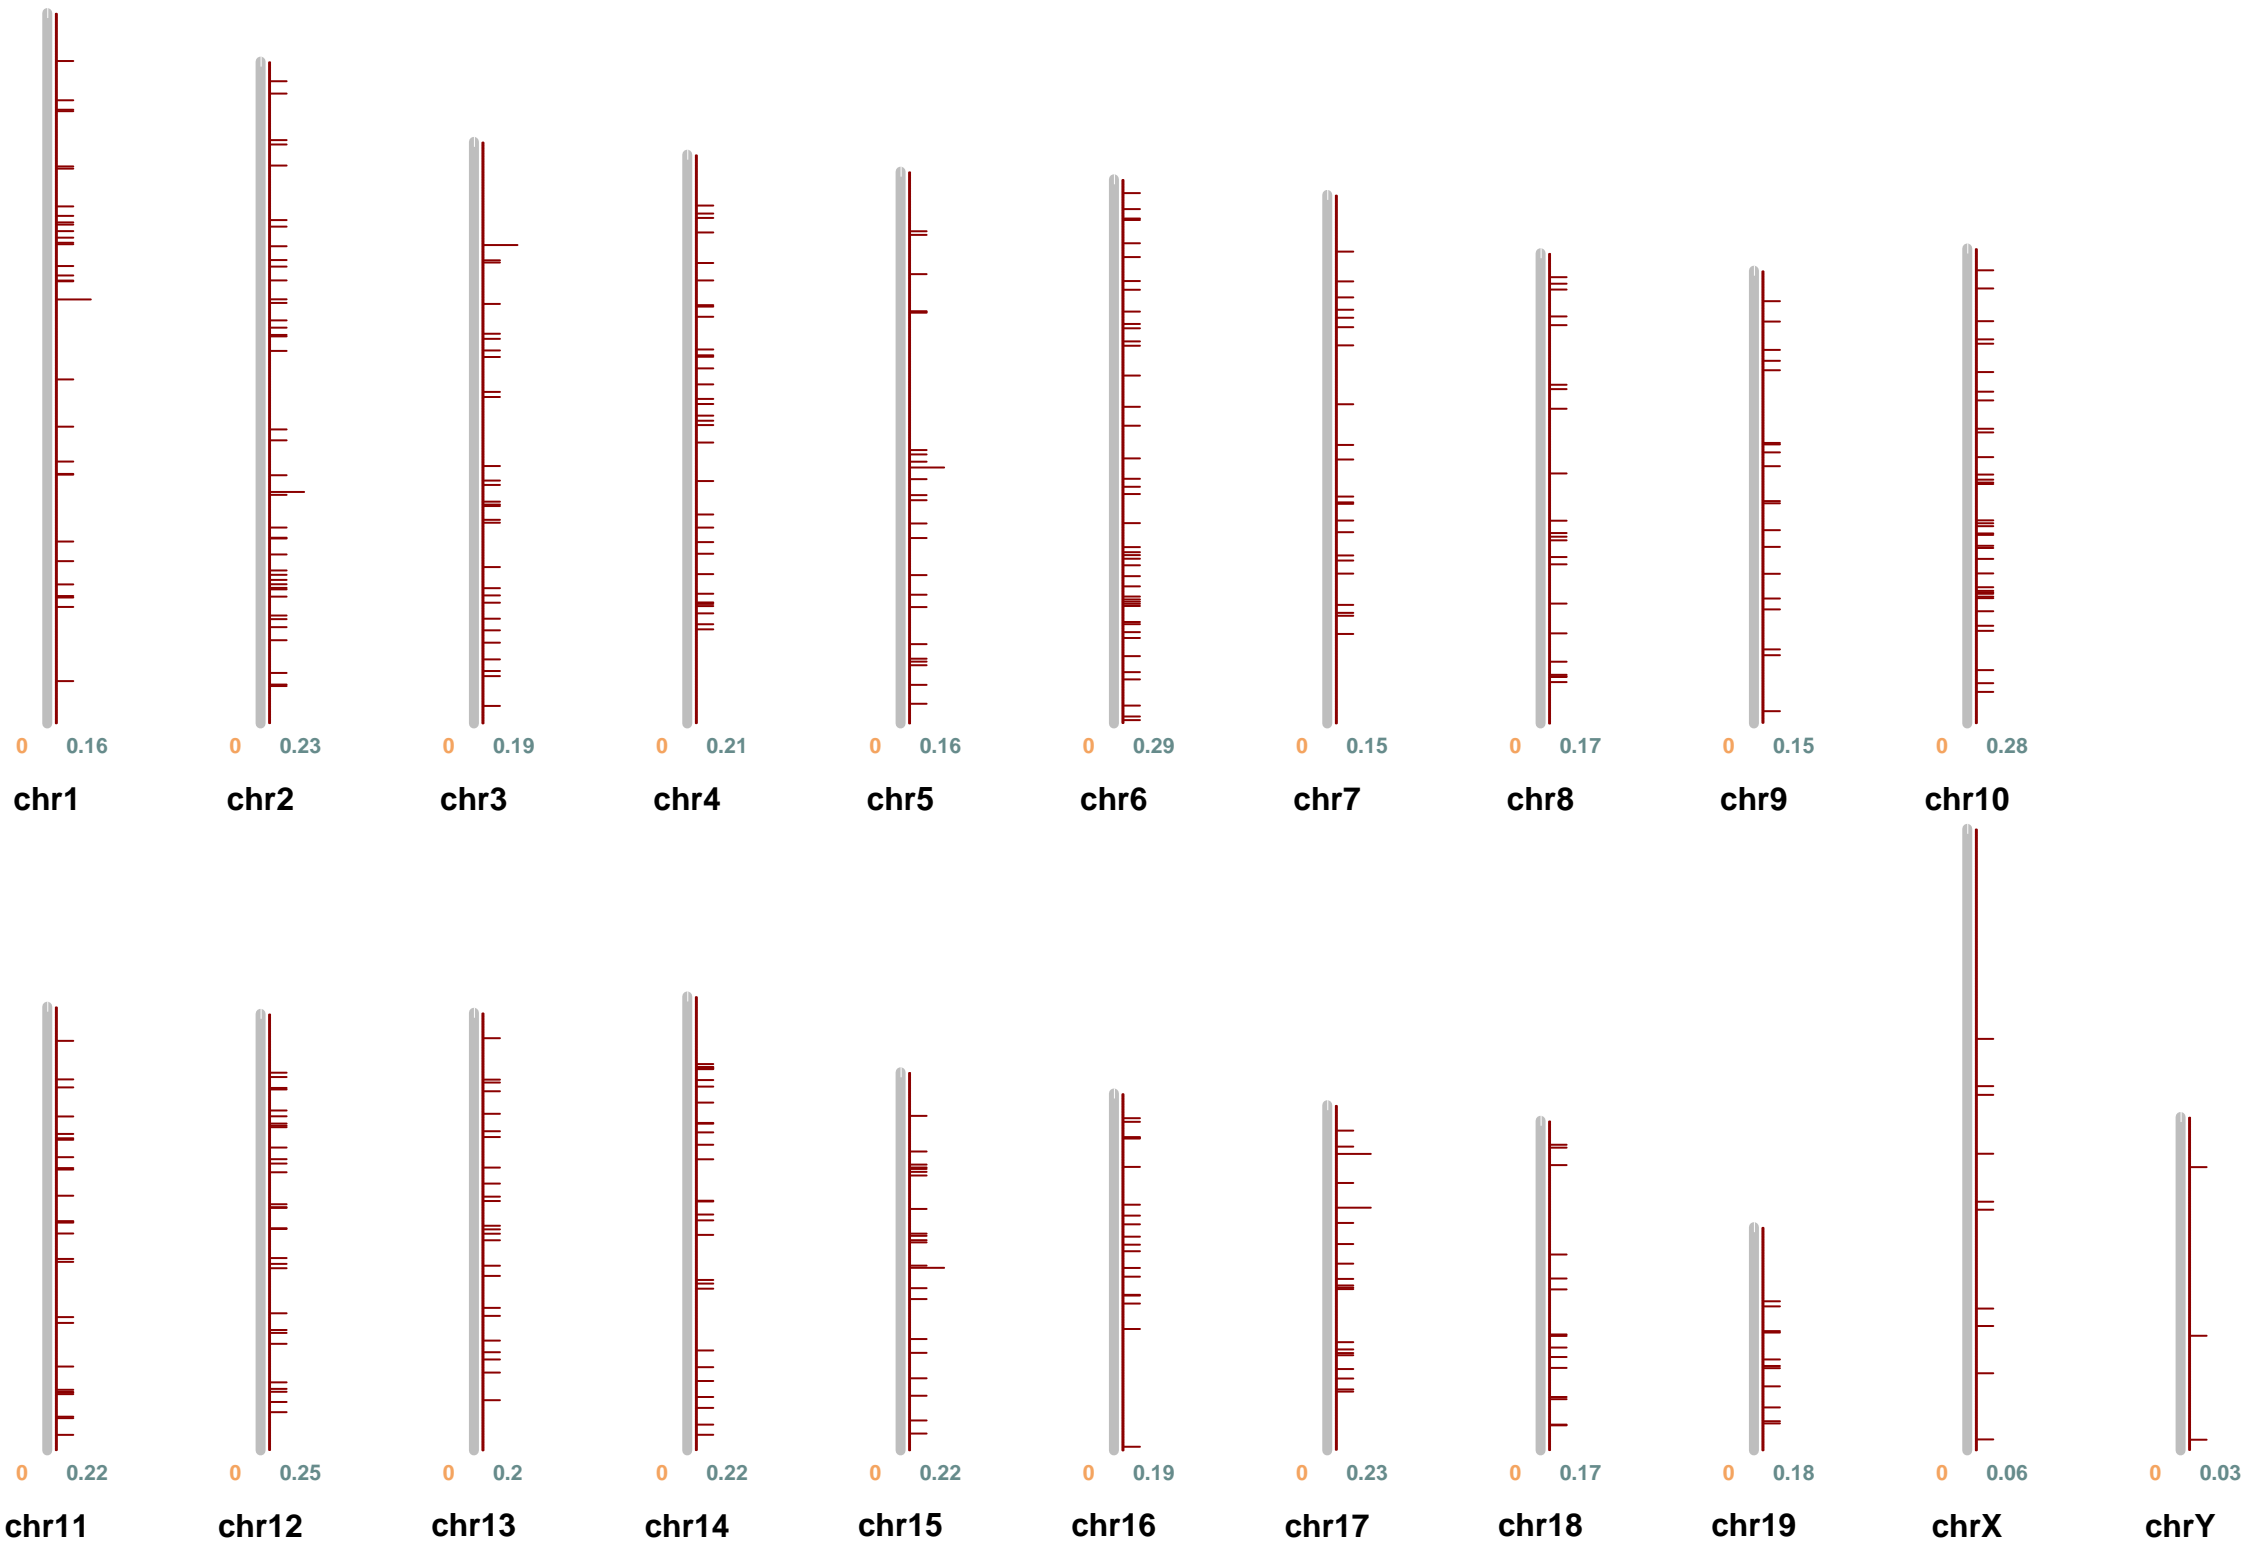 0 0.16 0 0.23 0 0.19 0 0.21 0 0.16 0 0.29 0 0.15 0 0.17 0 0.15 0 0.28
chr1 chr2 chr3 chr4 chr5 chr6 chr7 chr8 chr9 chr10
0 0.22 0 0.25 0 0.2 0 0.22 0 0.22 0 0.19 0 0.23 0 0.17 0 0.18 0 0.06 0 0.03
chr11 chr12 chr13 chr14 chr15 chr16 chr17 chr18 chr19 chrX chrY